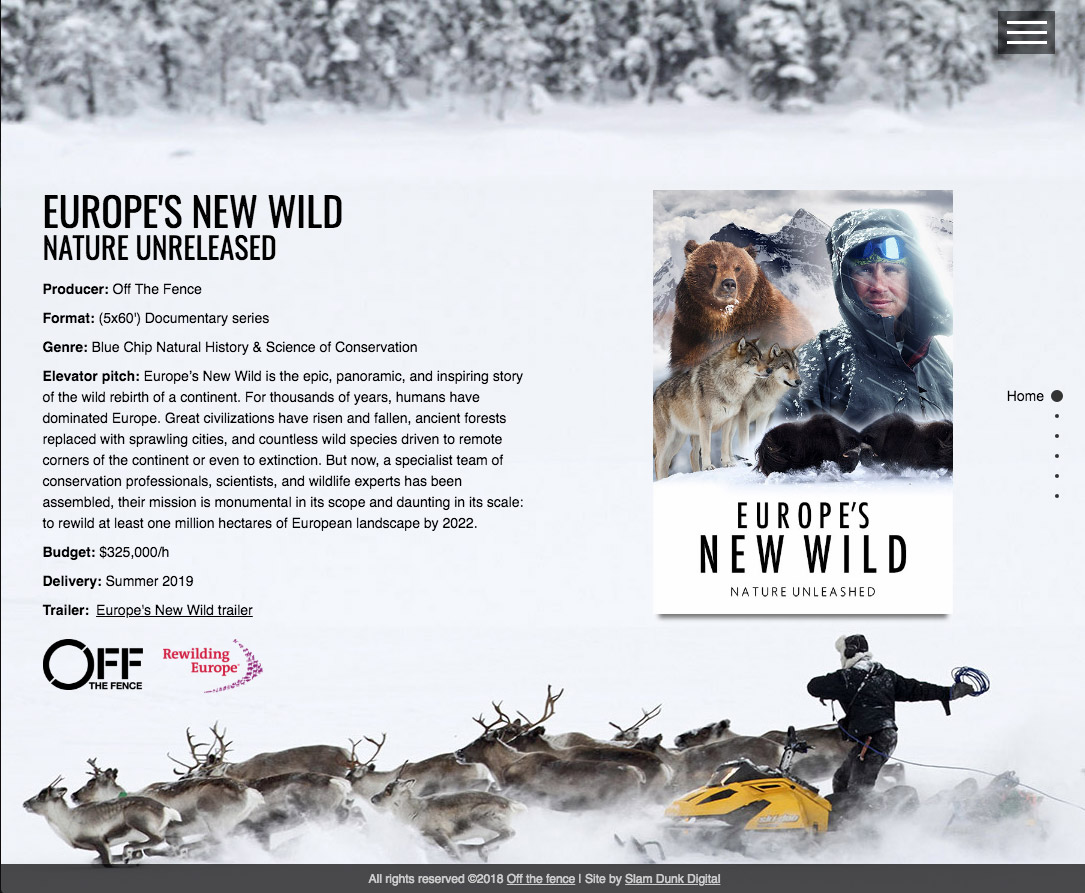 EUROPE'S NEW WILD
NATURE UNRELEASED
Producer: Off The Fence
Format: (5x60') Documentary series
Genre: Blue Chip Natural History & Science of Conservation
Elevator pitch: Europe's New Wild is the epic, panoramic, and inspiring story
of the wild rebirth of a continent. For thousands of years, humans have
dominated Europe. Great civilizations have risen and fallen, ancient forests
replaced with sprawling cities, and countless wild species driven to remote
corners of the continent or even to extinction. But now, a specialist team of
conservation professionals, scientists, and wildlife experts has been
assembled, their mission is monumental in its scope and daunting in its scale:
to rewild at least one million hectares of European landscape by 2022.
Budget: $325,000/h
Delivery: Summer 2019
Trailer: Europe's New Wild trailer
OFF
THE FENCE
Rewilding
Europe
EUROPE'S
NEW WILD
NATURE UNLEASHED
Home
All rights reserved ©2018 Off the fence | Site by Slam Dunk Digital